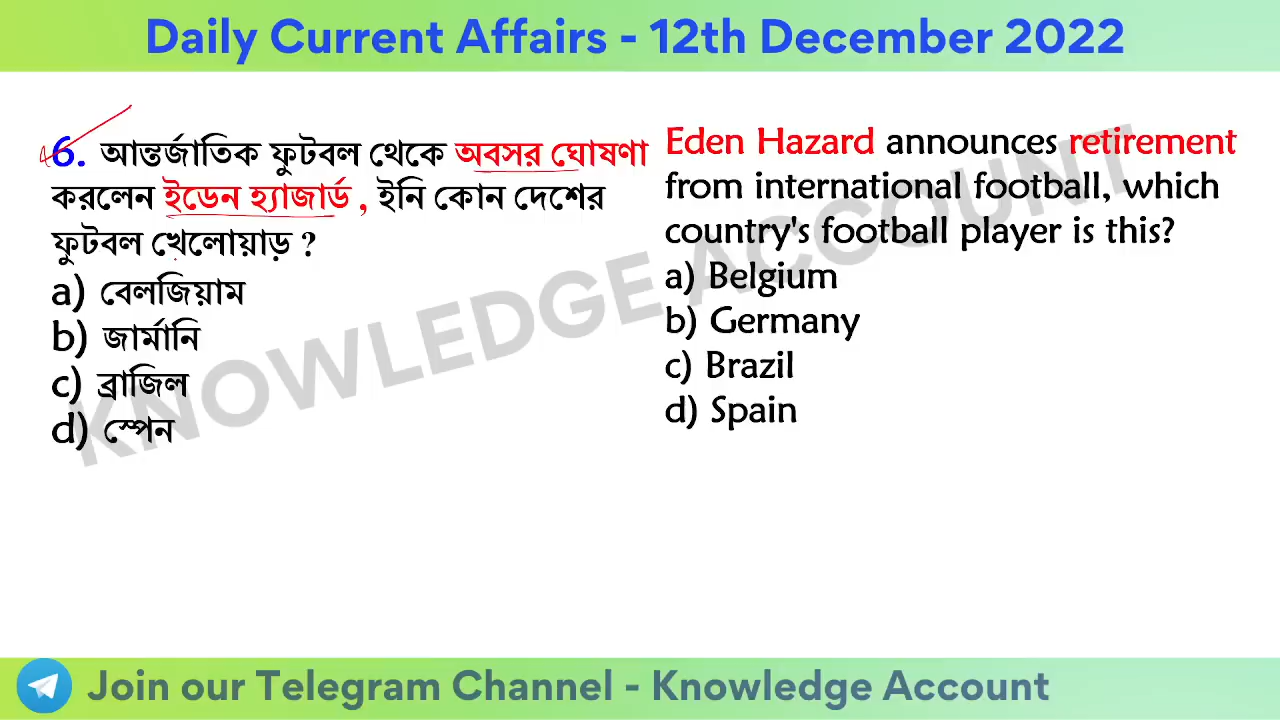 Daily Current Affairs - 12th December 2022
6. আন্তর্জাতিক ফুটবল থেকে অবসর ঘোষণা
করলেন ইডেন হ্যাজার্ড , ইনি কোন দেশের
ফুটবল খেলোয়াড় ?
a) বেলজিয়াম
b) জার্মানি
c) ব্রাজিল
d) স্পেন
Eden Hazard announces retirement
from international football, which
country's football player is this?
a) Belgium
b) Germany
c) Brazil
d) Spain
KNOWLEDGE ACCOUNT
Join our Telegram Channel - Knowledge Account